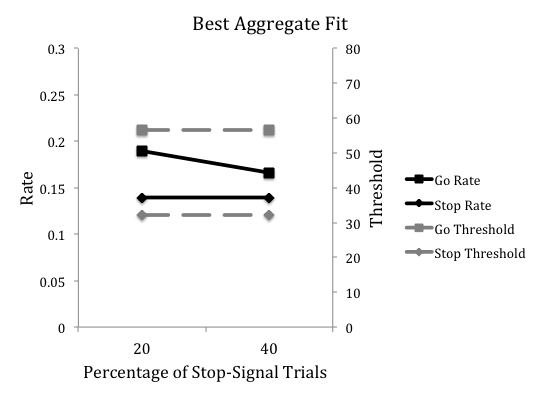 Best Aggregate Fit
0.3
0.25
0.2
0.15
0.1
0.05
0
Rate
80
70
60
50
40
30
20
10
0
Threshold
20
40
Percentage of Stop-Signal Trials
Go Rate
Stop Rate
Go Threshold
Stop Threshold